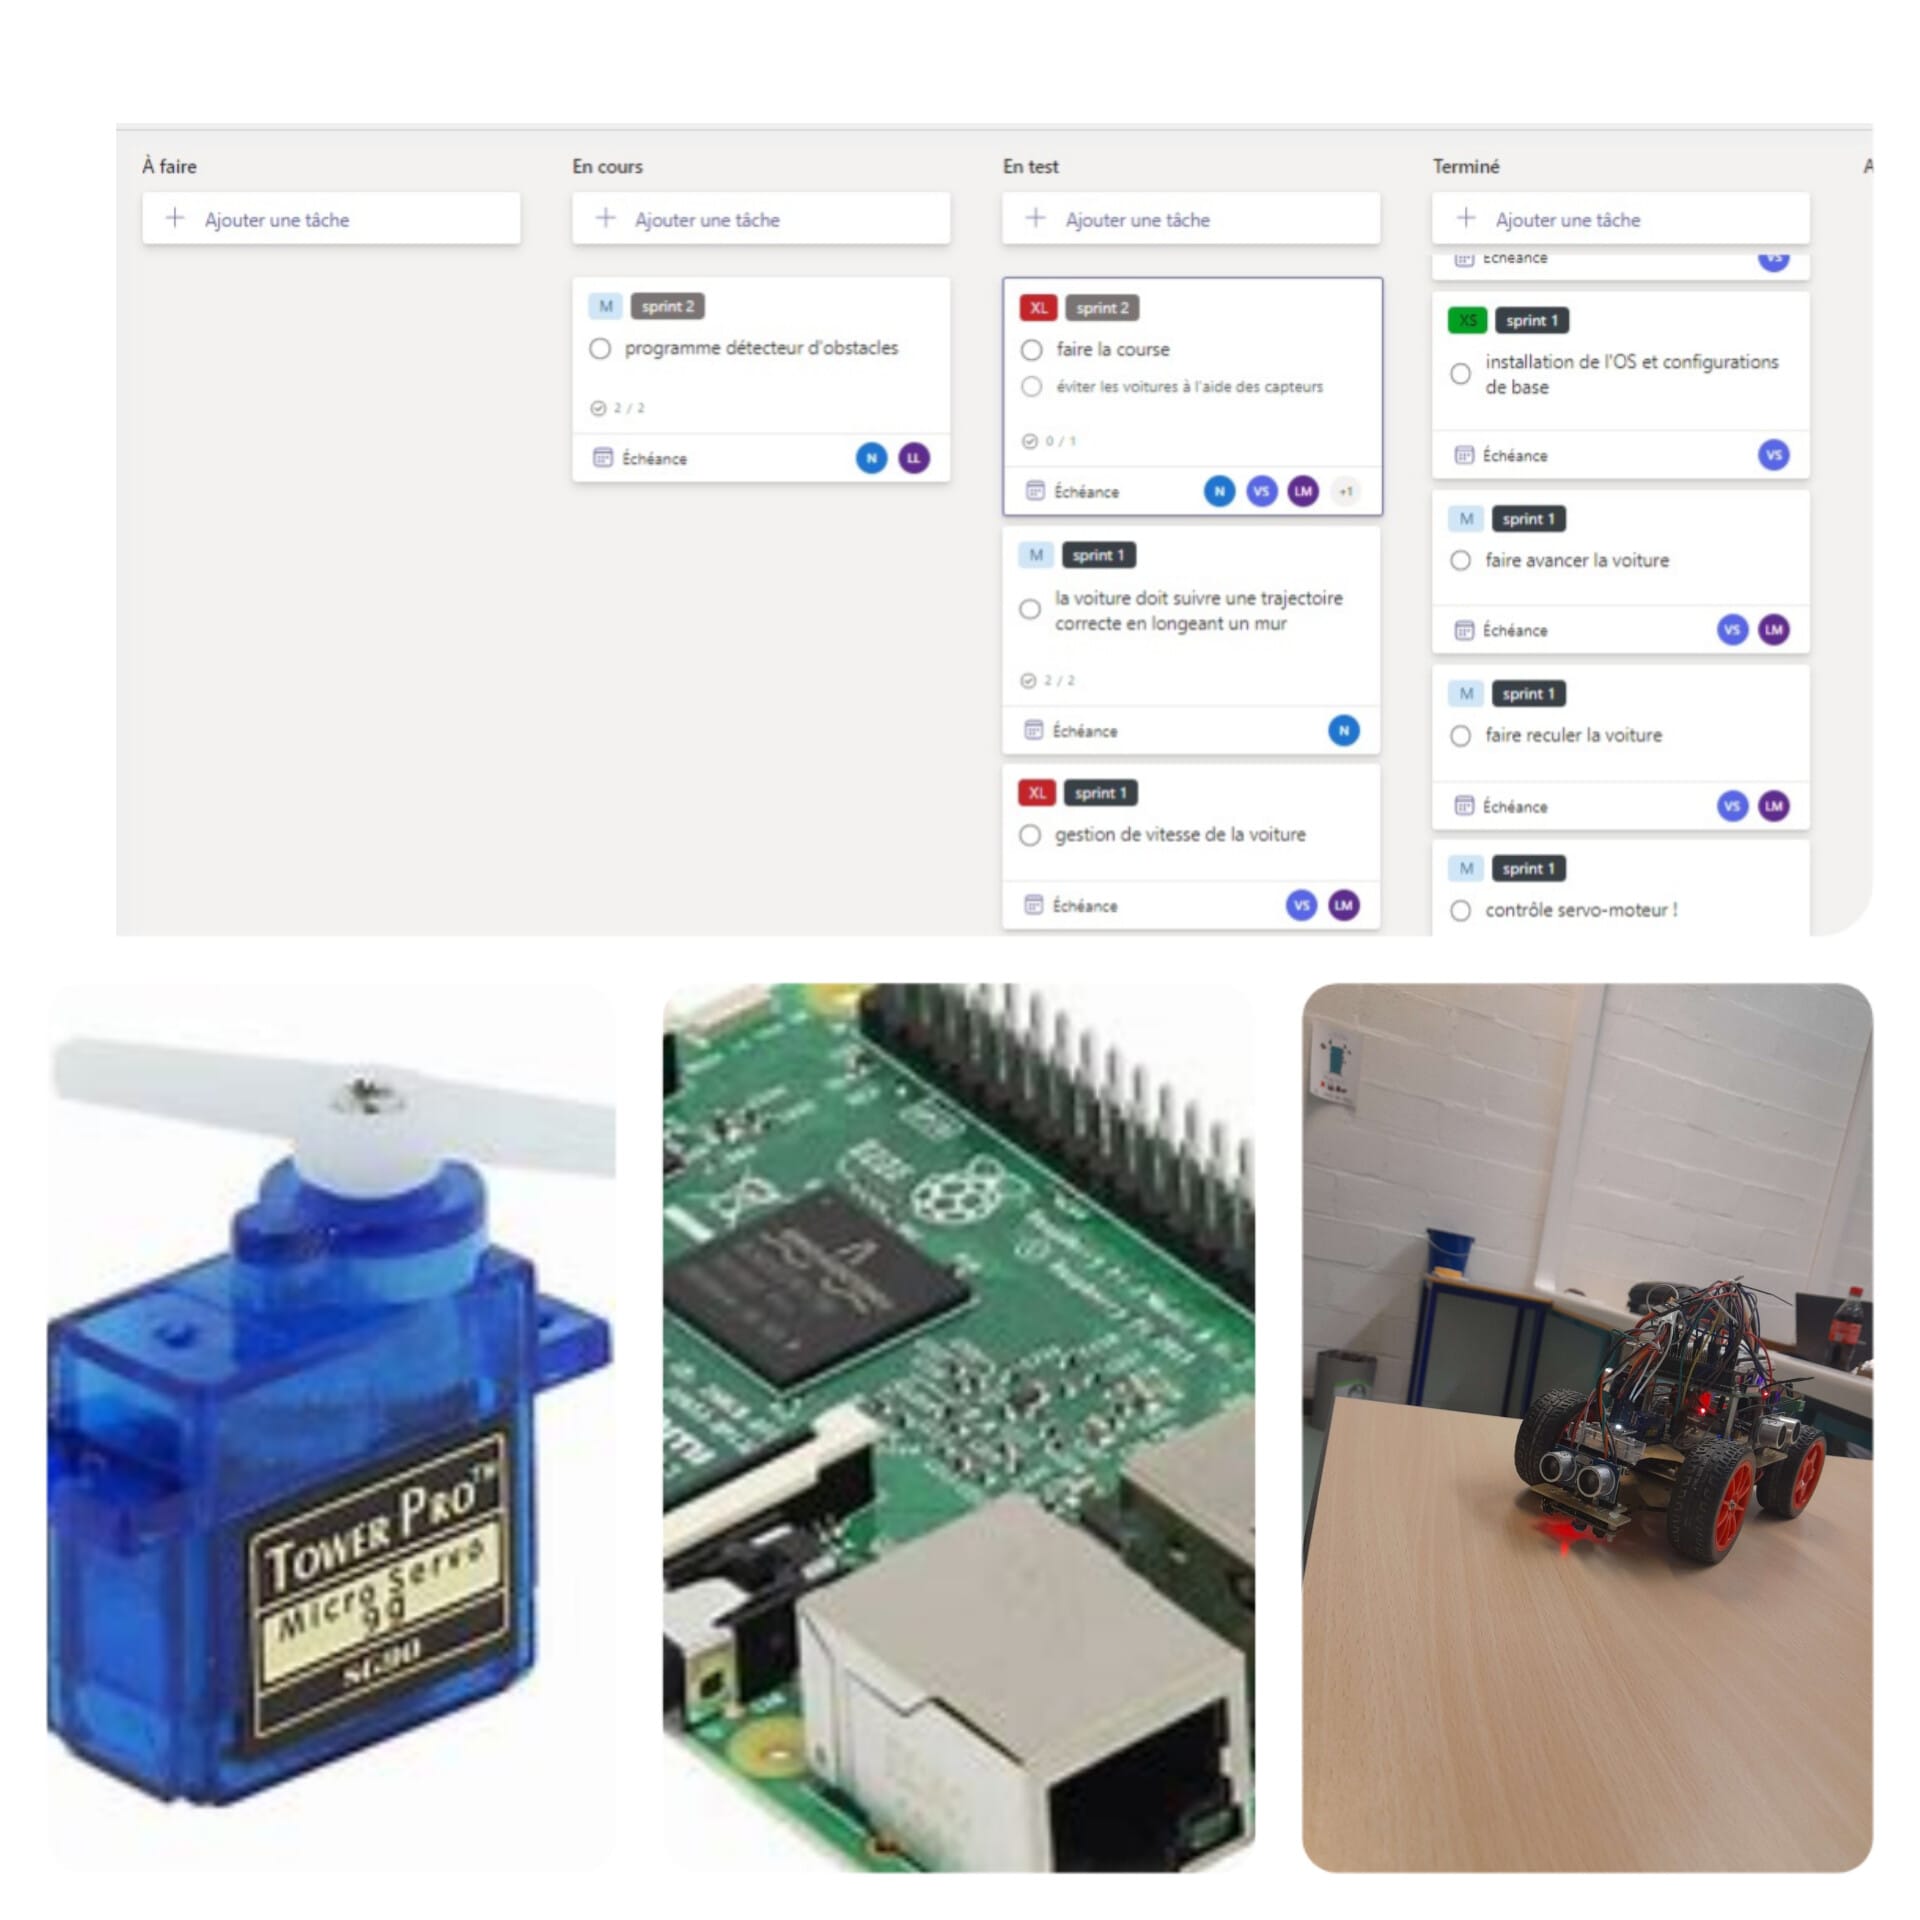 À faire
Ajouter une tâche
En cours
Ajouter une tâche
M sprint 2
programme détecteur d'obstacles
2 / 2
Échéance N LL
En test
Ajouter une tâche
XL sprint 2
faire la course
éviter les voitures à l'aide des capteurs
0 / 1
Échéance N VS LM +1
M sprint 1
la voiture doit suivre une trajectoire
correcte en longeant un mur
2 / 2
Échéance N
XL sprint 1
gestion de vitesse de la voiture
Échéance VS LM
Terminé
Ajouter une tâche
Échéance VS
XS sprint 1
installation de l'OS et configurations
de base
Échéance VS
M sprint 1
faire avancer la voiture
Échéance VS LM
M sprint 1
faire reculer la voiture
Échéance VS LM
M sprint 1
contrôle servo-moteur !
A
TOWER PRO™
Micro Servo
9g
SG90